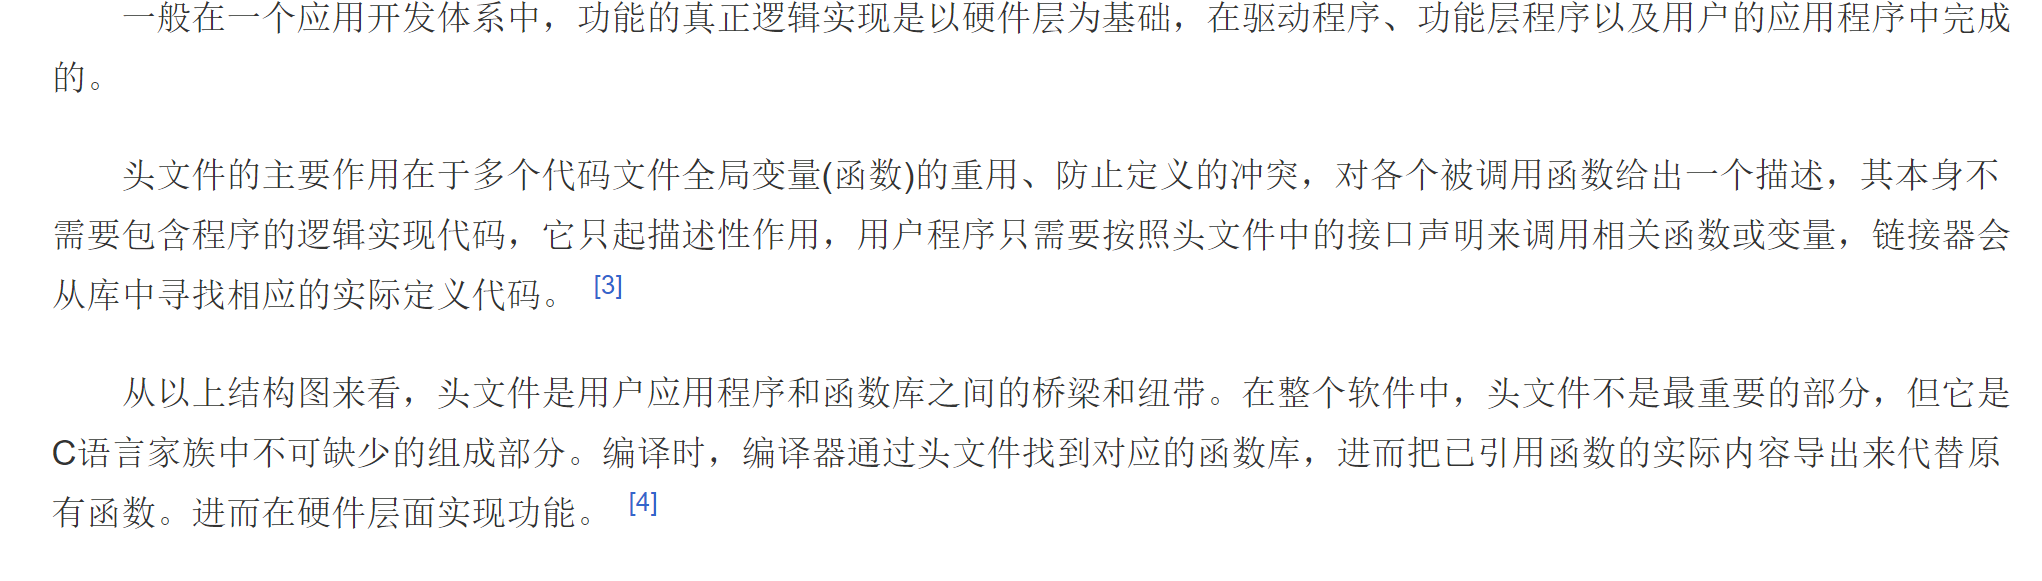 一般在一个应用开发体系中，功能的真正逻辑实现是以硬件层为基础，在驱动程序、功能层程序以及用户的应用程序中完成
的。
头文件的主要作用在于多个代码文件全局变量(函数)的重用、防止定义的冲突，对各个被调用函数给出一个描述，其本身不
需要包含程序的逻辑实现代码，它只起描述性作用，用户程序只需要按照头文件中的接口声明来调用相关函数或变量，链接器会
从库中寻找相应的实际定义代码。 [3]
从以上结构图来看，头文件是用户应用程序和函数库之间的桥梁和纽带。在整个软件中，头文件不是最重要的部分，但它是
C语言家族中不可缺少的组成部分。编译时，编译器通过头文件找到对应的函数库，进而把已引用函数的实际内容导出来代替原
有函数。进而在硬件层面实现功能。 [4]